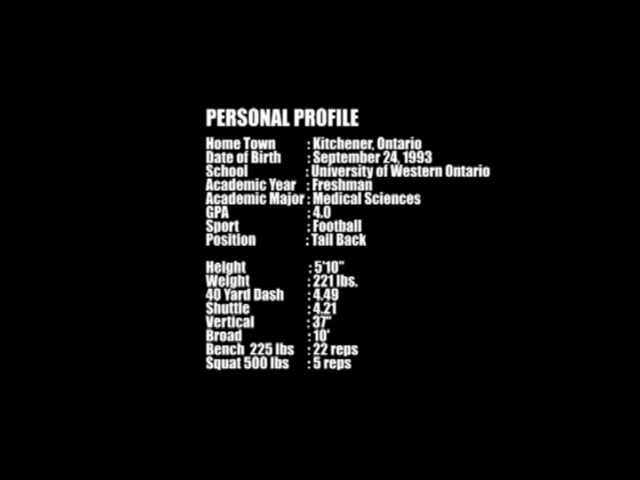 PERSONAL PROFILE
Home Town : Kitchener, Ontario
Date of Birth : September 24, 1993
School : University of Western Ontario
Academic Year : Freshman
Academic Major : Medical Sciences
GPA : 4.0
Sport : Football
Position : Tail Back
Height : 5'10"
Weight : 221 lbs.
40 Yard Dash : 4.49
Shuttle : 4.21
Vertical : 37"
Broad : 10'
Bench 225 lbs : 22 reps
Squat 500 lbs : 5 reps